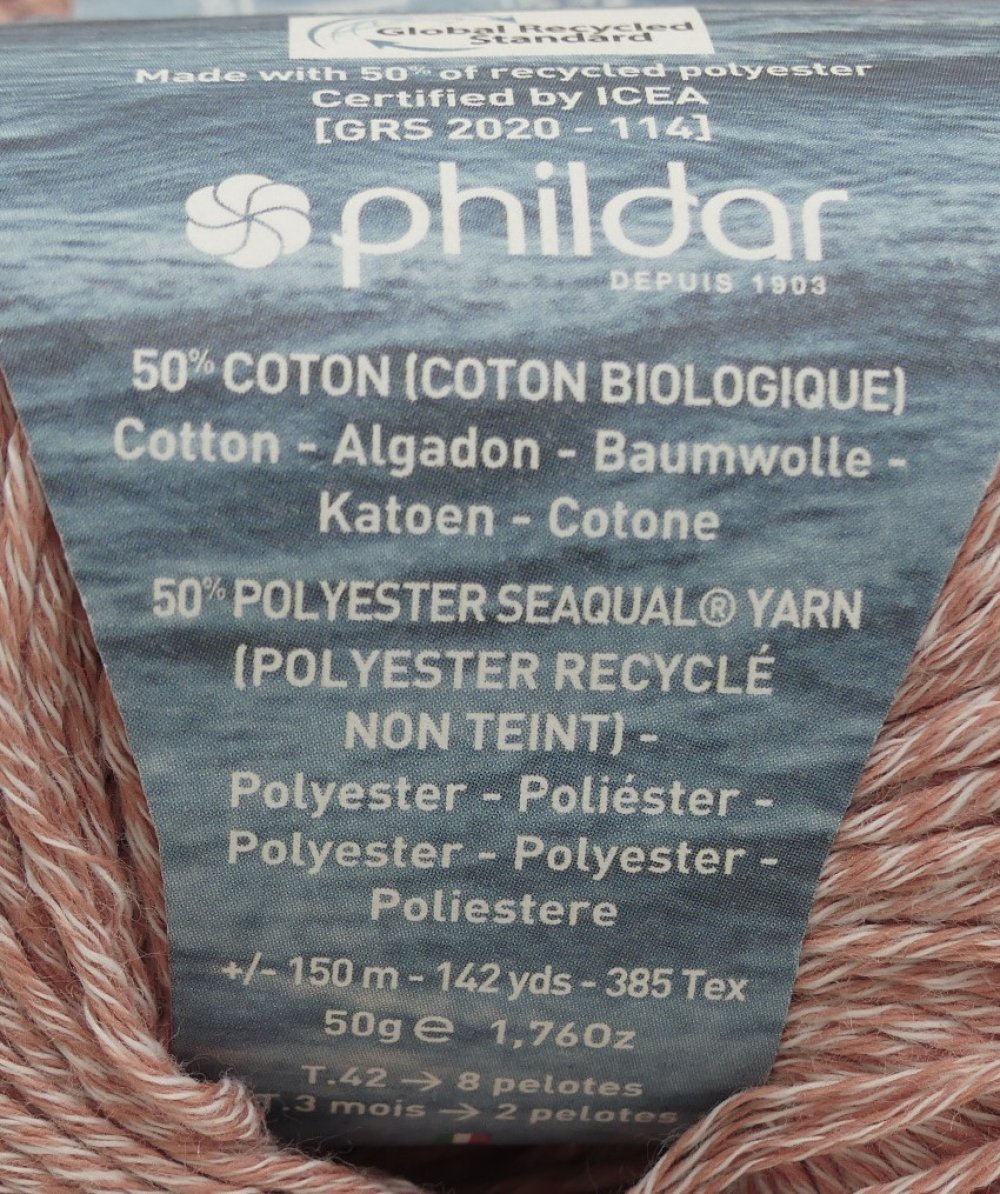 Global Recycled
Standard
Made with 50% of recycled polyester
Certified by ICEA
[GRS 2020 - 114]
phildar
DEPUIS 1903
50% COTON (COTON BIOLOGIQUE)
Cotton - Algadon - Baumwolle -
Katoen - Cotone
50% POLYESTER SEAQUAL® YARN
(POLYESTER RECYCLÉ
NON TEINT) -
Polyester - Poliéster -
Polyester - Polyester -
Poliestere
+/- 150 m - 142 yds - 385 Tex
50g ℮ 1,76Oz
T.42 → 8 pelotes
T.3 mois → 2 pelotes